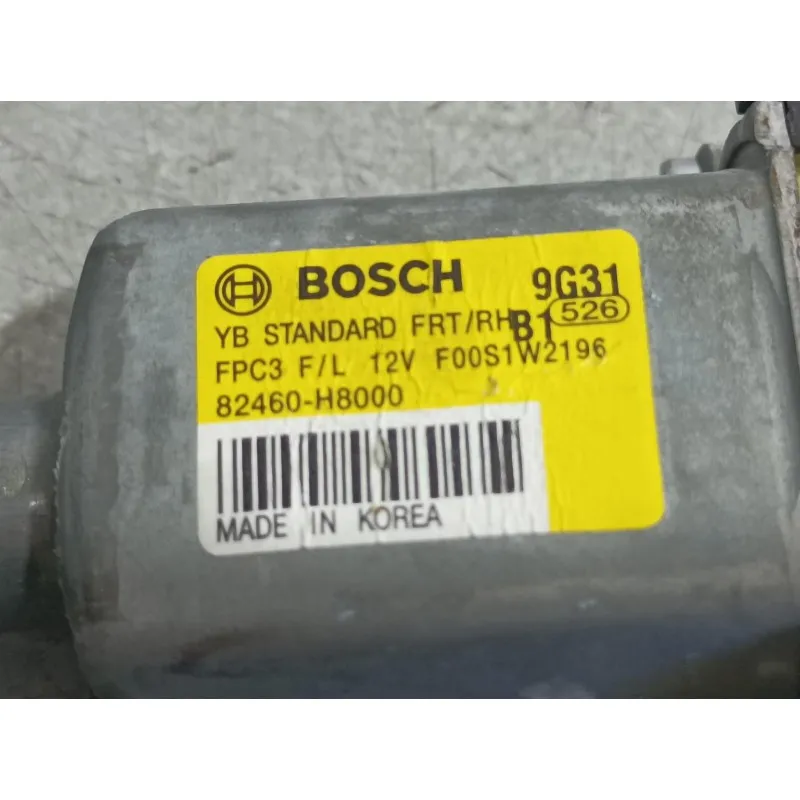 BOSCH 9G31
YB STANDARD FRT/RH B1 526
FPC3 F/L 12V F00S1W2196
82460-H8000
MADE IN KOREA